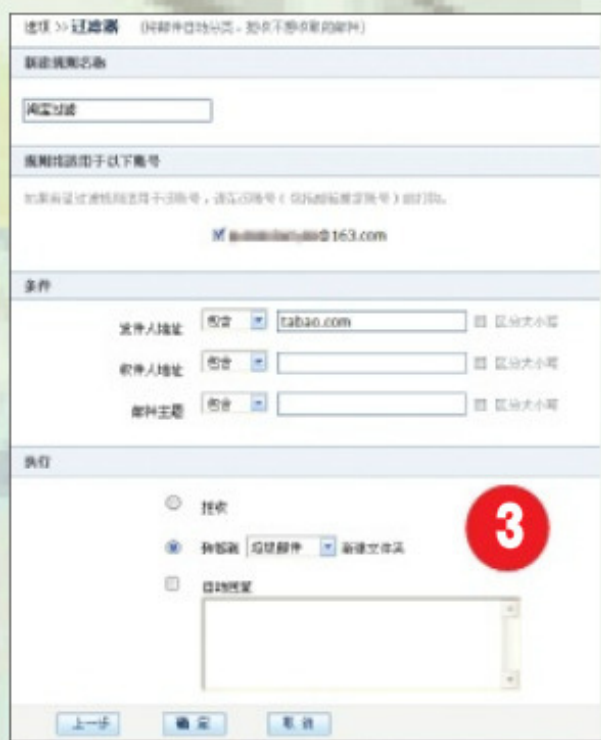 选项 >> 过滤器 (将邮件自动分类，拒收不想收取的邮件)
新建规则名称
淘宝过滤
规则将适用于以下账号
如果希望过滤规则适用于该账号，请在该账号 ( 包括邮箱绑定账号 ) 前打勾。
@163.com
条件
发件人地址 包含 tabao.com 区分大小写
收件人地址 包含 区分大小写
邮件主题 包含 区分大小写
执行
拒收
转移到 垃圾邮件 新建文件夹
3
自动回复
上一步 确 定 取 消